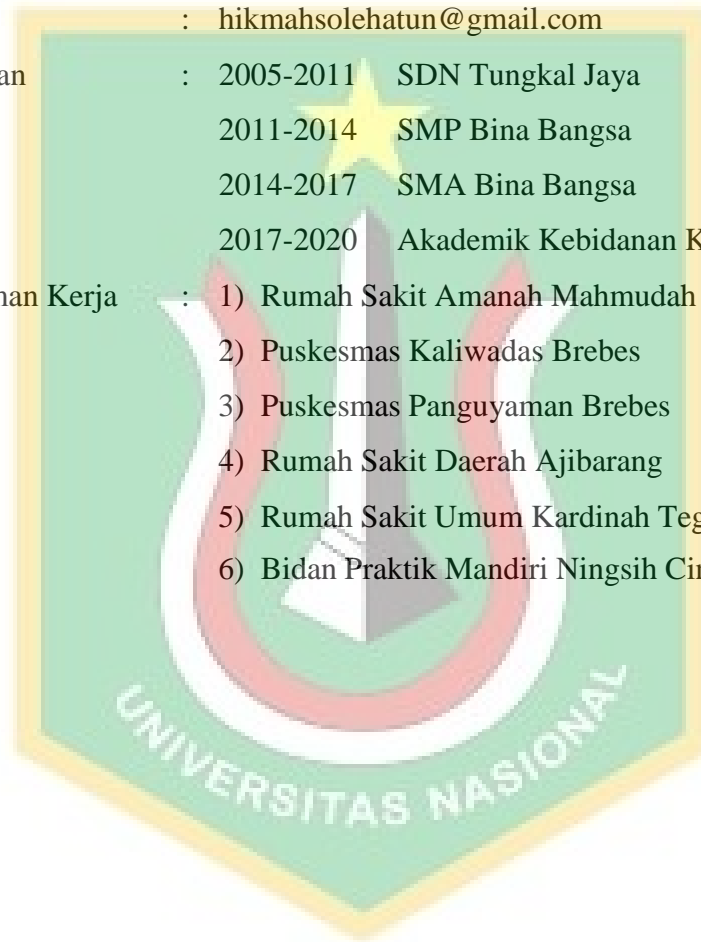 : hikmahsolehatun@gmail.com
an : 2005-2011 SDN Tungkal Jaya
2011-2014 SMP Bina Bangsa
2014-2017 SMA Bina Bangsa
2017-2020 Akademik Kebidanan K
nan Kerja : 1) Rumah Sakit Amanah Mahmudah
2) Puskesmas Kaliwadas Brebes
3) Puskesmas Panguyaman Brebes
4) Rumah Sakit Daerah Ajibarang
5) Rumah Sakit Umum Kardinah Teg
6) Bidan Praktik Mandiri Ningsih Cir
UNIVERSITAS NASIONAL